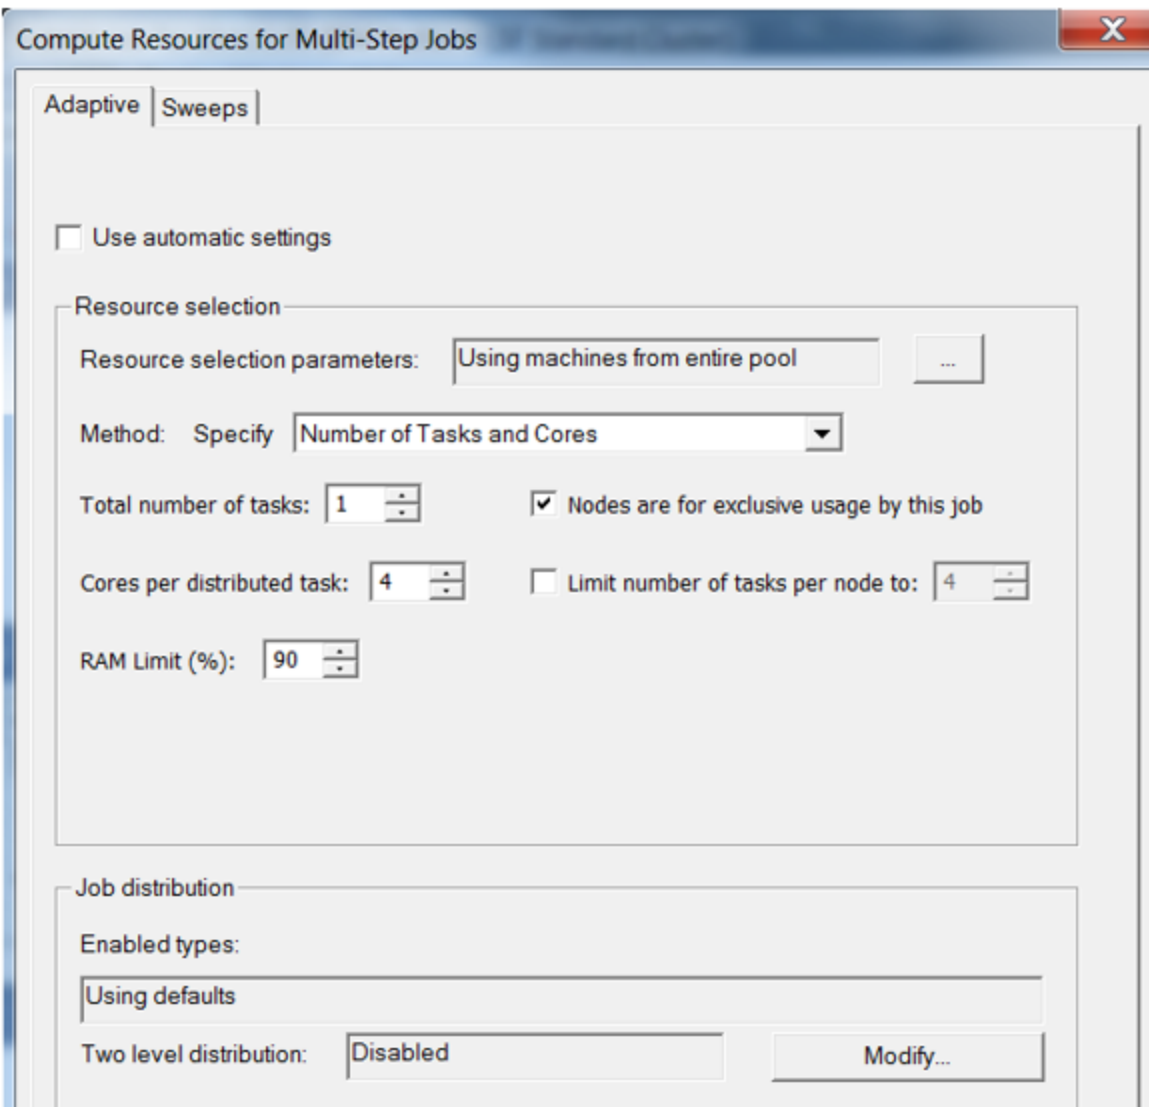 Compute Resources for Multi-Step Jobs
Adaptive Sweeps
Use automatic settings
Resource selection
Resource selection parameters: Using machines from entire pool ...
Method: Specify Number of Tasks and Cores
Total number of tasks: 1 Nodes are for exclusive usage by this job
Cores per distributed task: 4 Limit number of tasks per node to: 4
RAM Limit (%): 90
Job distribution
Enabled types:
Using defaults
Two level distribution: Disabled Modify...